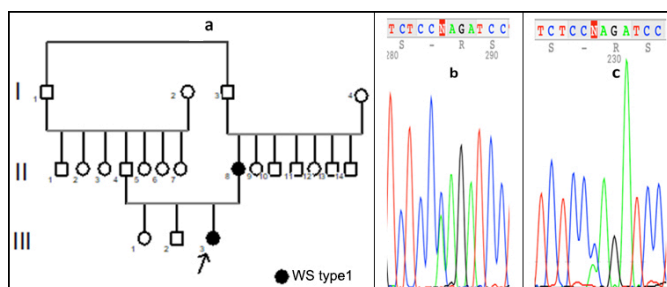 a
I
1
2
3
4
II
1
2
3
4
5
6
7
8
9
10
11
12
13
14
III
1
2
3
WS type1
TCTCCNAGATCC
S - R S
280
290
b
TCTCCNAGATCC
S - R S
230
c